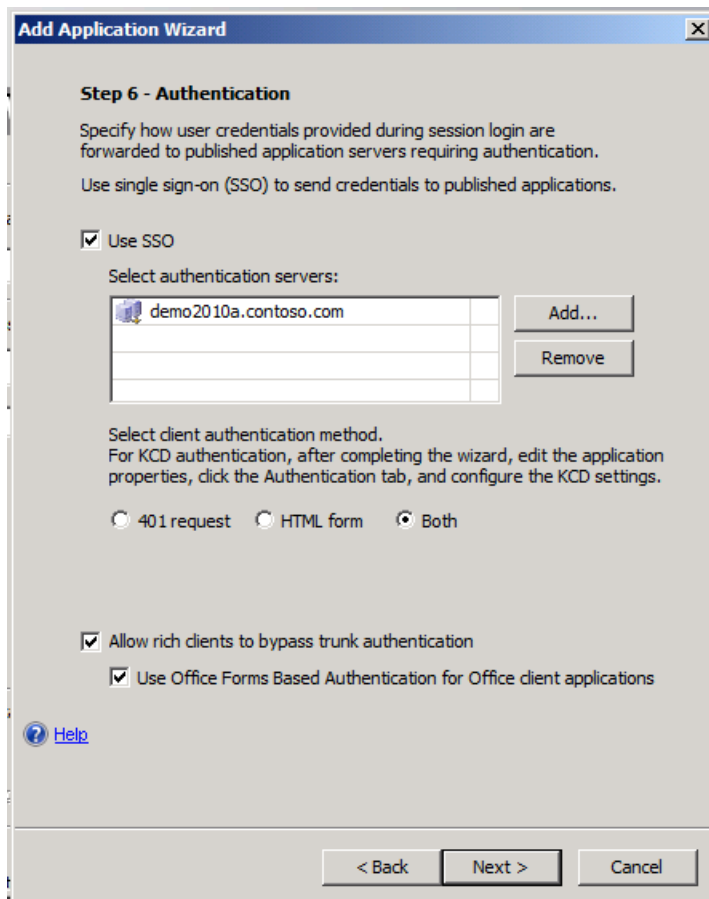 Add Application Wizard
Step 6 - Authentication
Specify how user credentials provided during session login are
forwarded to published application servers requiring authentication.
Use single sign-on (SSO) to send credentials to published applications.
Use SSO
Select authentication servers:
demo2010a.contoso.com
Add...
Remove
Select client authentication method.
For KCD authentication, after completing the wizard, edit the application
properties, click the Authentication tab, and configure the KCD settings.
401 request HTML form Both
Allow rich clients to bypass trunk authentication
Use Office Forms Based Authentication for Office client applications
Help
< Back Next > Cancel